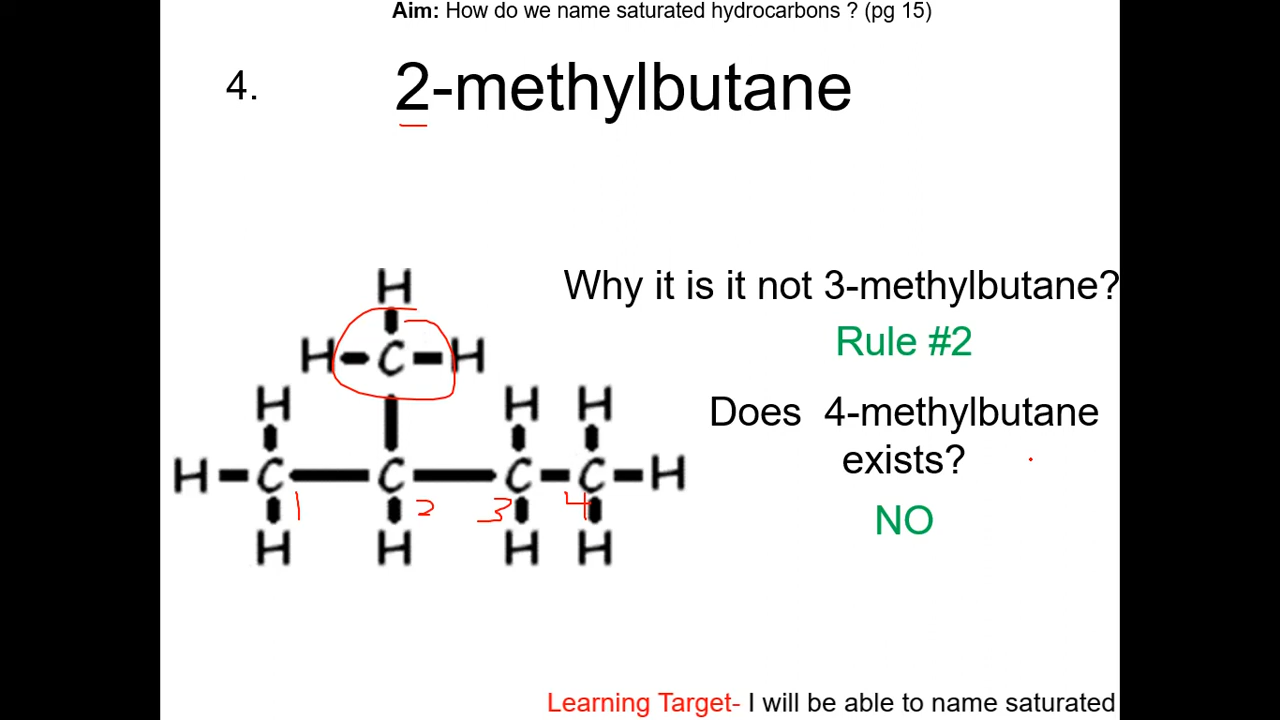 Aim: How do we name saturated hydrocarbons ? (pg 15)
4. 2-methylbutane
Why it is it not 3-methylbutane?
Rule #2
Does 4-methylbutane
exists?
NO
H
H C H
H H H
H C C C C H
1 2 3 4
H H H H
Learning Target- I will be able to name saturated